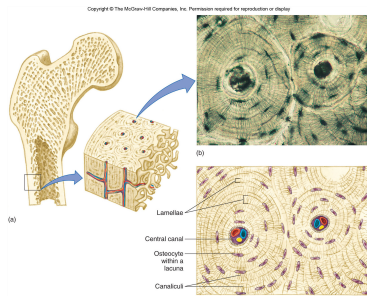 Copyright © The McGraw-Hill Companies, Inc. Permission required for reproduction or display
(b)
(a)
Lamellae
Central canal
Osteocyte
within a
lacuna
Canaliculi